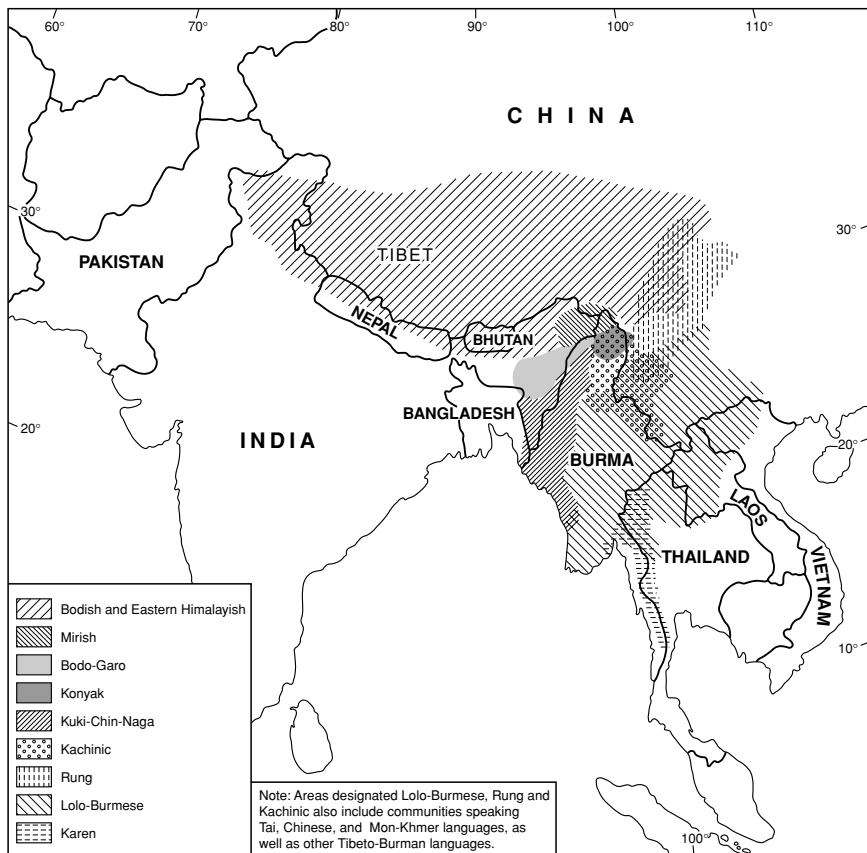 60°
70°
80°
90°
100°
110°
CHINA
30°
30°
PAKISTAN
TIBET
NEPAL
BHUTAN
BANGLADESH
20°
INDIA
BURMA
20°
LAOS
THAILAND
VIETNAM
10°
Bodish and Eastern Himalayish
Mirish
Bodo-Garo
Konyak
Kuki-Chin-Naga
Kachinic
Rung
Lolo-Burmese
Karen
Note: Areas designated Lolo-Burmese, Rung and
Kachinic also include communities speaking
Tai, Chinese, and Mon-Khmer languages, as
well as other Tibeto-Burman languages.
100°